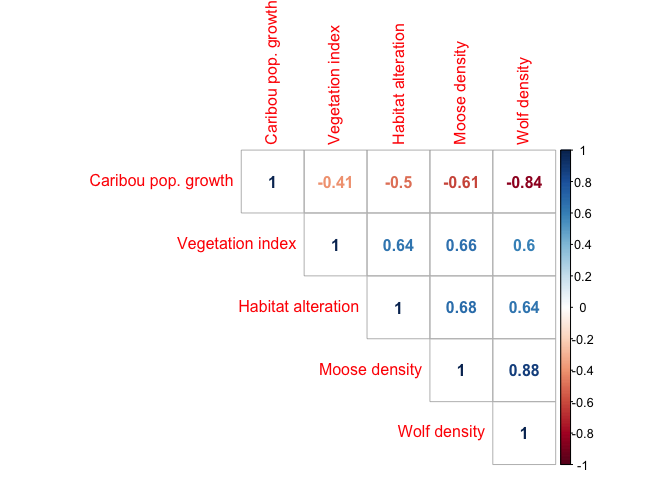 Caribou pop. growth
Vegetation index
Habitat alteration
Moose density
Wolf density
Caribou pop. growth 1 -0.41 -0.5 -0.61 -0.84
Vegetation index 1 0.64 0.66 0.6
Habitat alteration 1 0.68 0.64
Moose density 1 0.88
Wolf density 1
1
0.8
0.6
0.4
0.2
0
-0.2
-0.4
-0.6
-0.8
-1